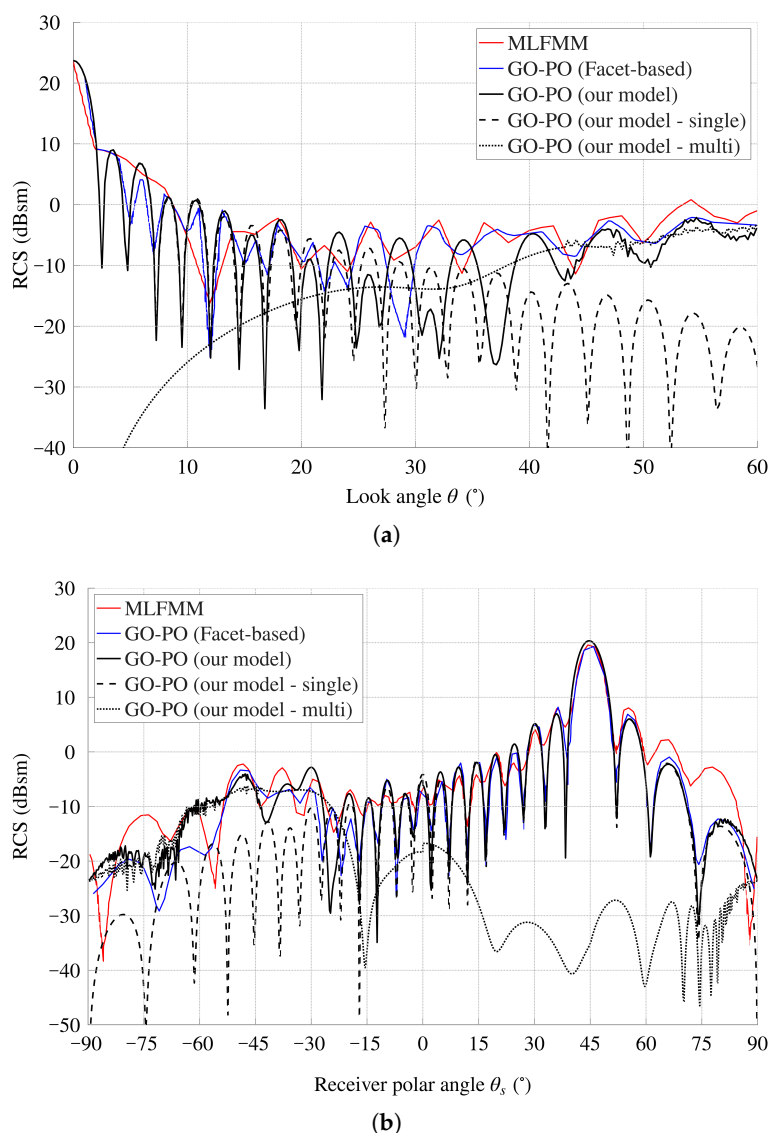 30
20
10
0
−10
−20
−30
−40
RCS (dBsm)
MLFMM
GO-PO (Facet-based)
GO-PO (our model)
GO-PO (our model - single)
GO-PO (our model - multi)
0 10 20 30 40 50 60
Look angle θ (°)
(a)
30
20
10
0
−10
−20
−30
−40
−50
RCS (dBsm)
MLFMM
GO-PO (Facet-based)
GO-PO (our model)
GO-PO (our model - single)
GO-PO (our model - multi)
−90 −75 −60 −45 −30 −15 0 15 30 45 60 75 90
Receiver polar angle θs (°)
(b)